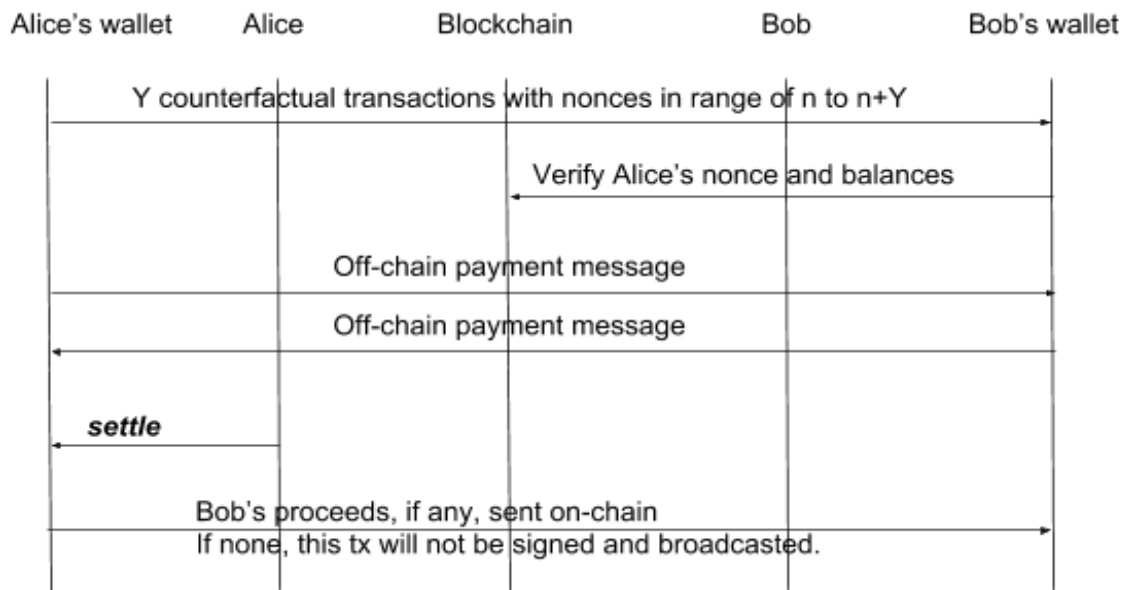 Alice's wallet Alice Blockchain Bob Bob's wallet
Y counterfactual transactions with nonces in range of n to n+Y
Verify Alice's nonce and balances
Off-chain payment message
Off-chain payment message
settle
Bob's proceeds, if any, sent on-chain
If none, this tx will not be signed and broadcasted.